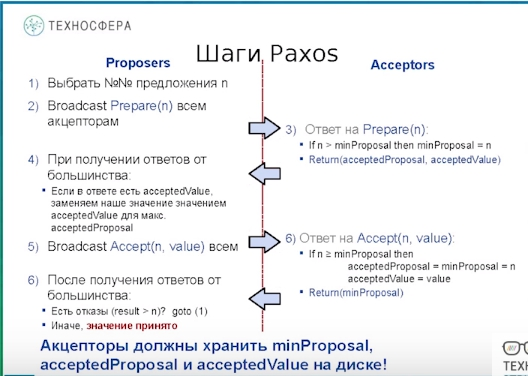 ТЕХНОСФЕРА
Шаги Paxos
Proposers
1) Выбрать №№ предложения n
2) Broadcast Prepare(n) всем
акцепторам
4) При получении ответов от
большинства:
• Если в ответе есть acceptedValue,
заменяем наше значение значением
acceptedValue для макс.
acceptedProposal
5) Broadcast Accept(n, value) всем
6) После получения ответов от
большинства:
• Есть отказы (result > n)? goto (1)
• Иначе, значение принято
Acceptors
3) Ответ на Prepare(n):
• If n > minProposal then minProposal = n
• Return(acceptedProposal, acceptedValue)
6) Ответ на Accept(n, value):
• If n ≥ minProposal then
acceptedProposal = minProposal = n
acceptedValue = value
• Return(minProposal)
Акцепторы должны хранить minProposal,
acceptedProposal и acceptedValue на диске!